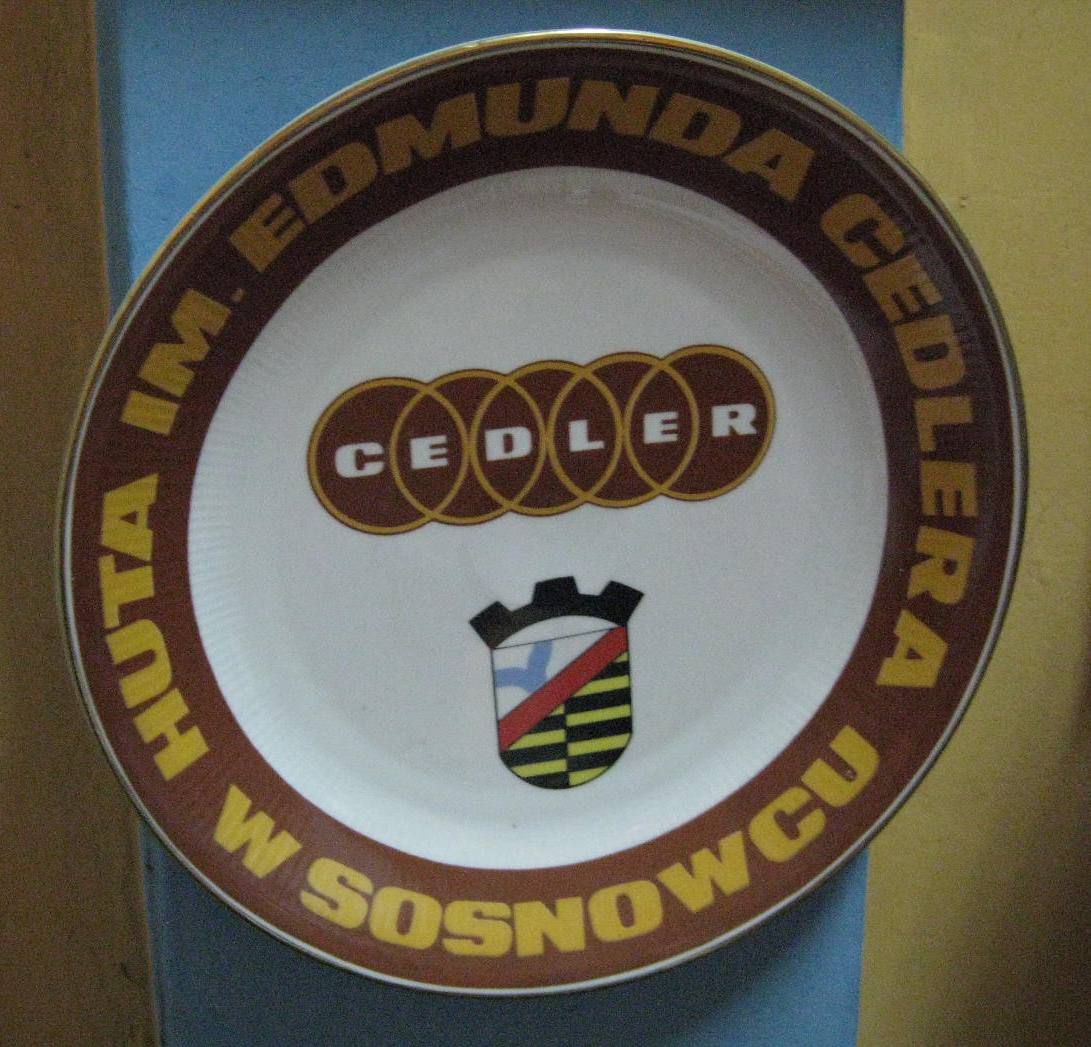 HUTA IM. EDMUNDA CEDLERA
W SOSNOWCU
CEDLER